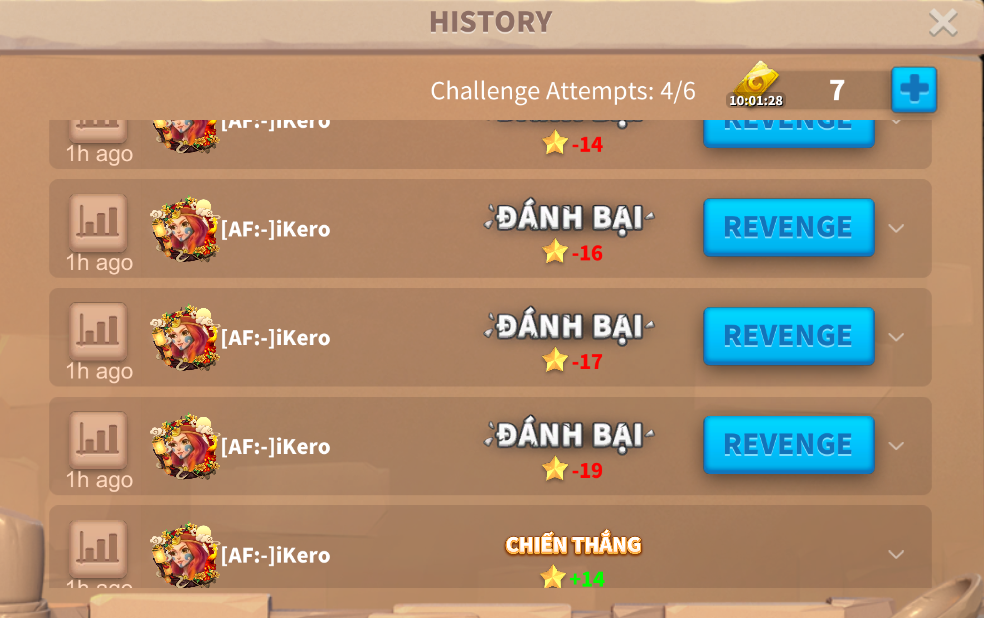 HISTORY
Challenge Attempts: 4/6
10:01:28
7
[AF:-]iKero
REVENGE
1h ago
-14
[AF:-]iKero
ĐÁNH BẠI
REVENGE
1h ago
-16
[AF:-]iKero
ĐÁNH BẠI
REVENGE
1h ago
-17
[AF:-]iKero
ĐÁNH BẠI
REVENGE
1h ago
-19
[AF:-]iKero
CHIẾN THẮNG
1h ago
+14